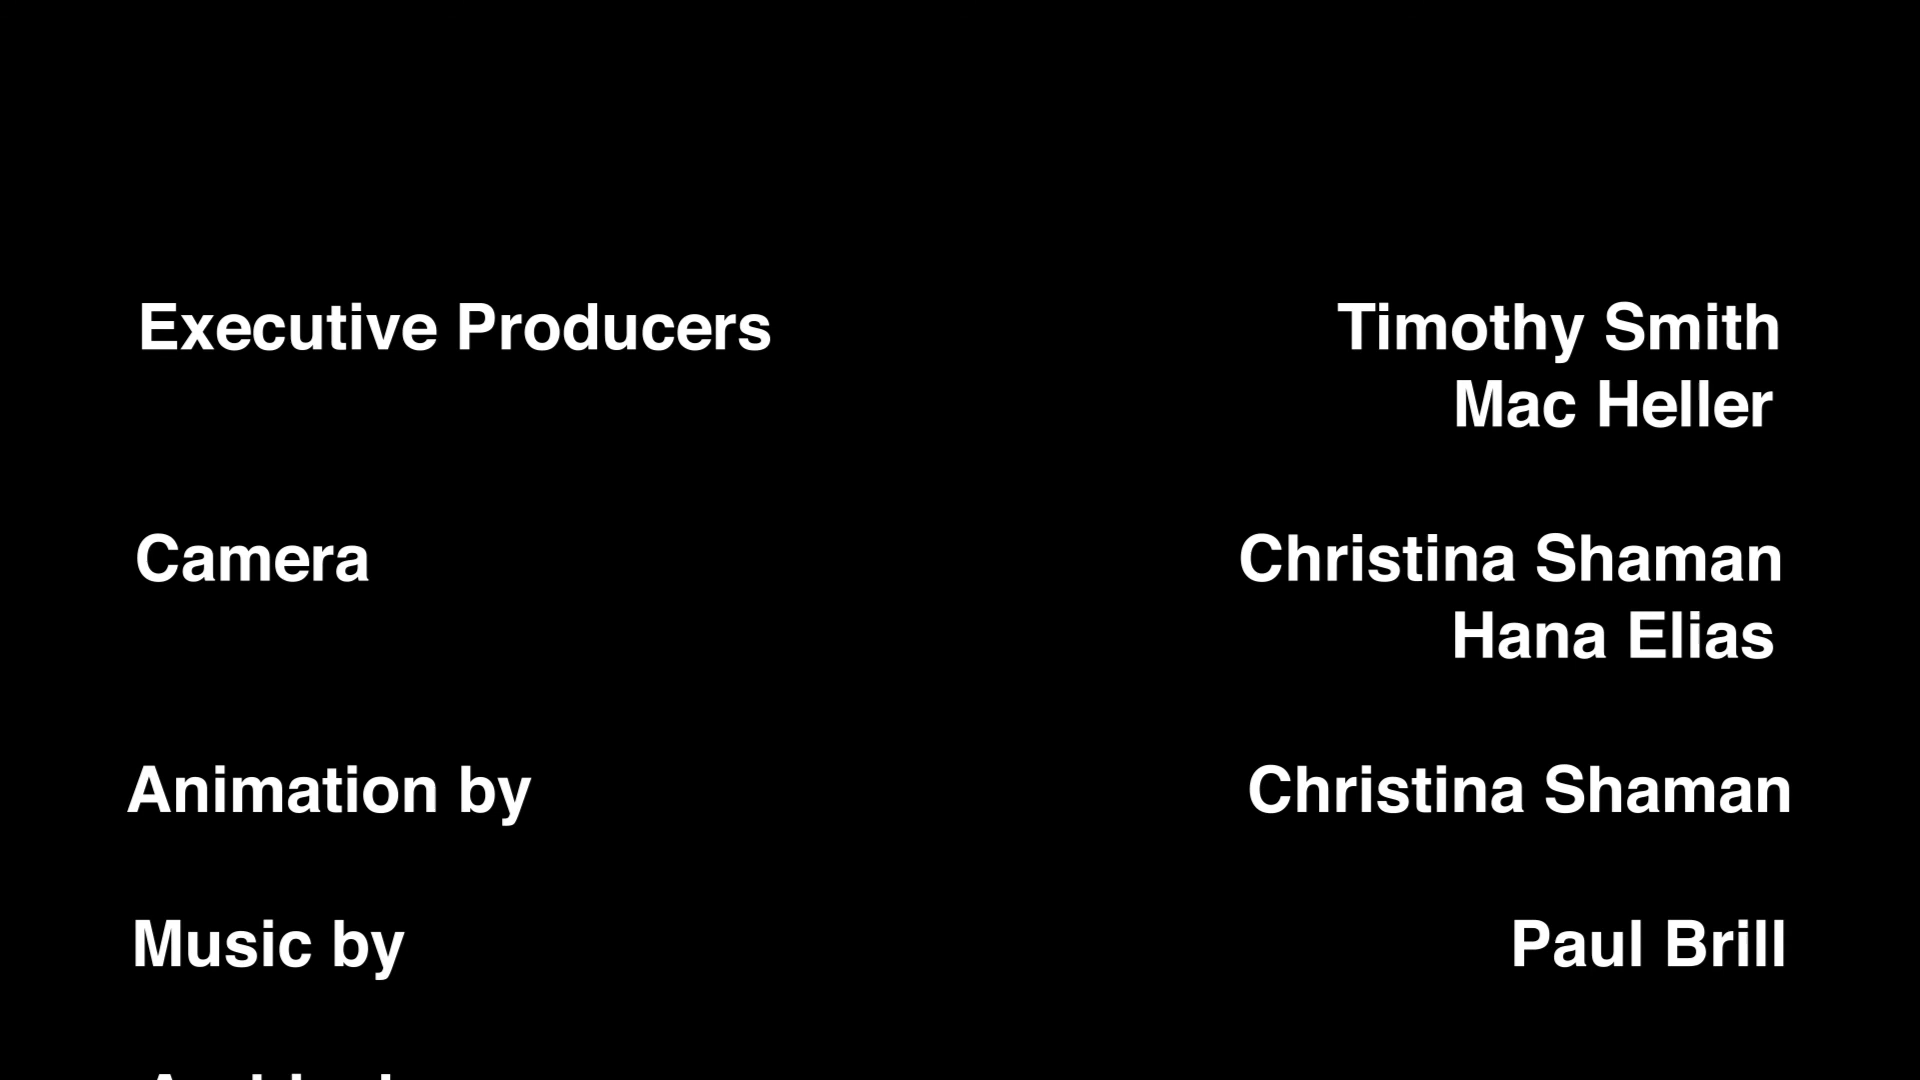 Executive Producers Timothy Smith
Mac Heller
Camera Christina Shaman
Hana Elias
Animation by Christina Shaman
Music by Paul Brill